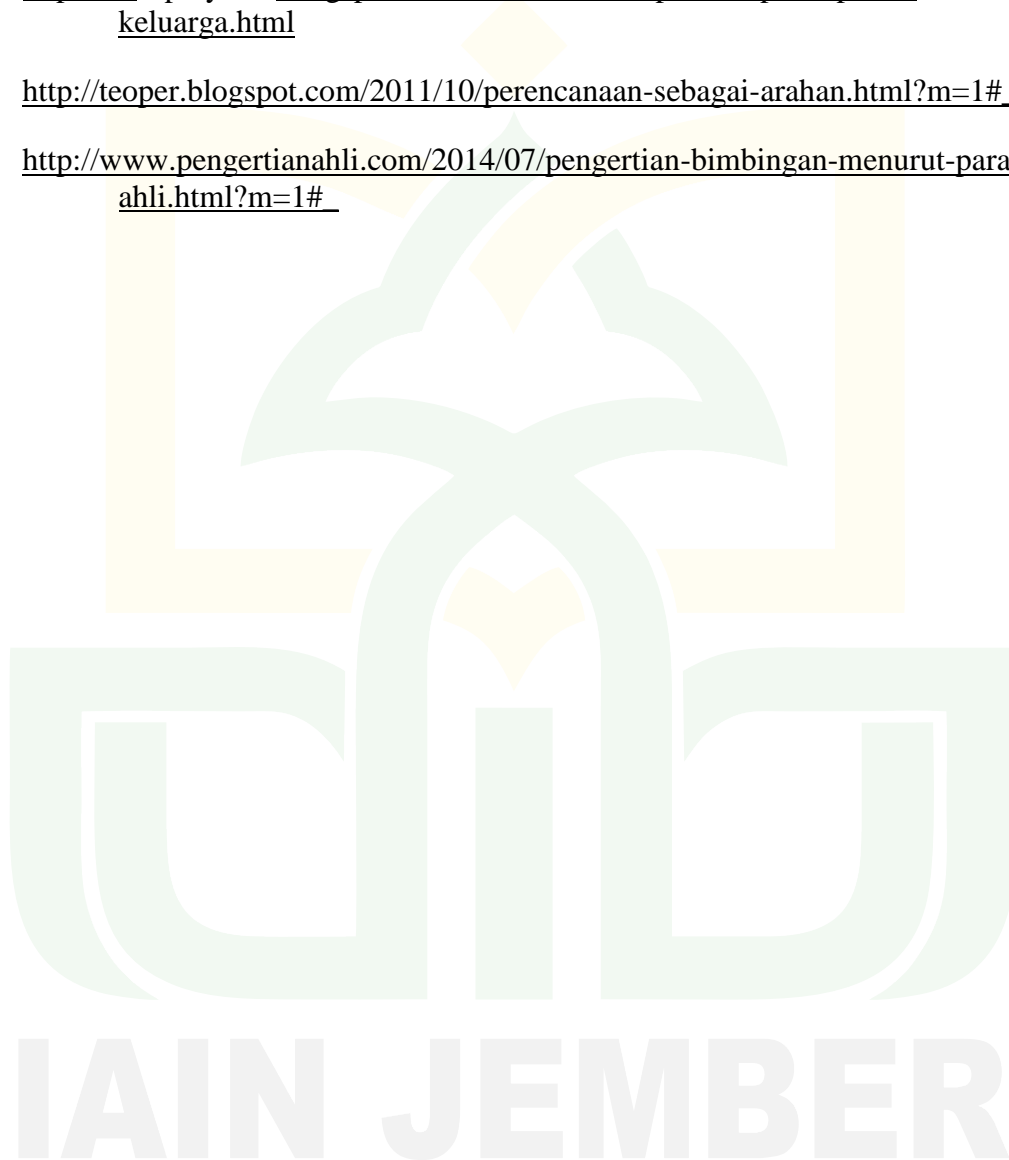 keluarga.html
http://teoper.blogspot.com/2011/10/perencanaan-sebagai-arahan.html?m=1#_
http://www.pengertianahli.com/2014/07/pengertian-bimbingan-menurut-para
ahli.html?m=1#_
IAIN JEMBER